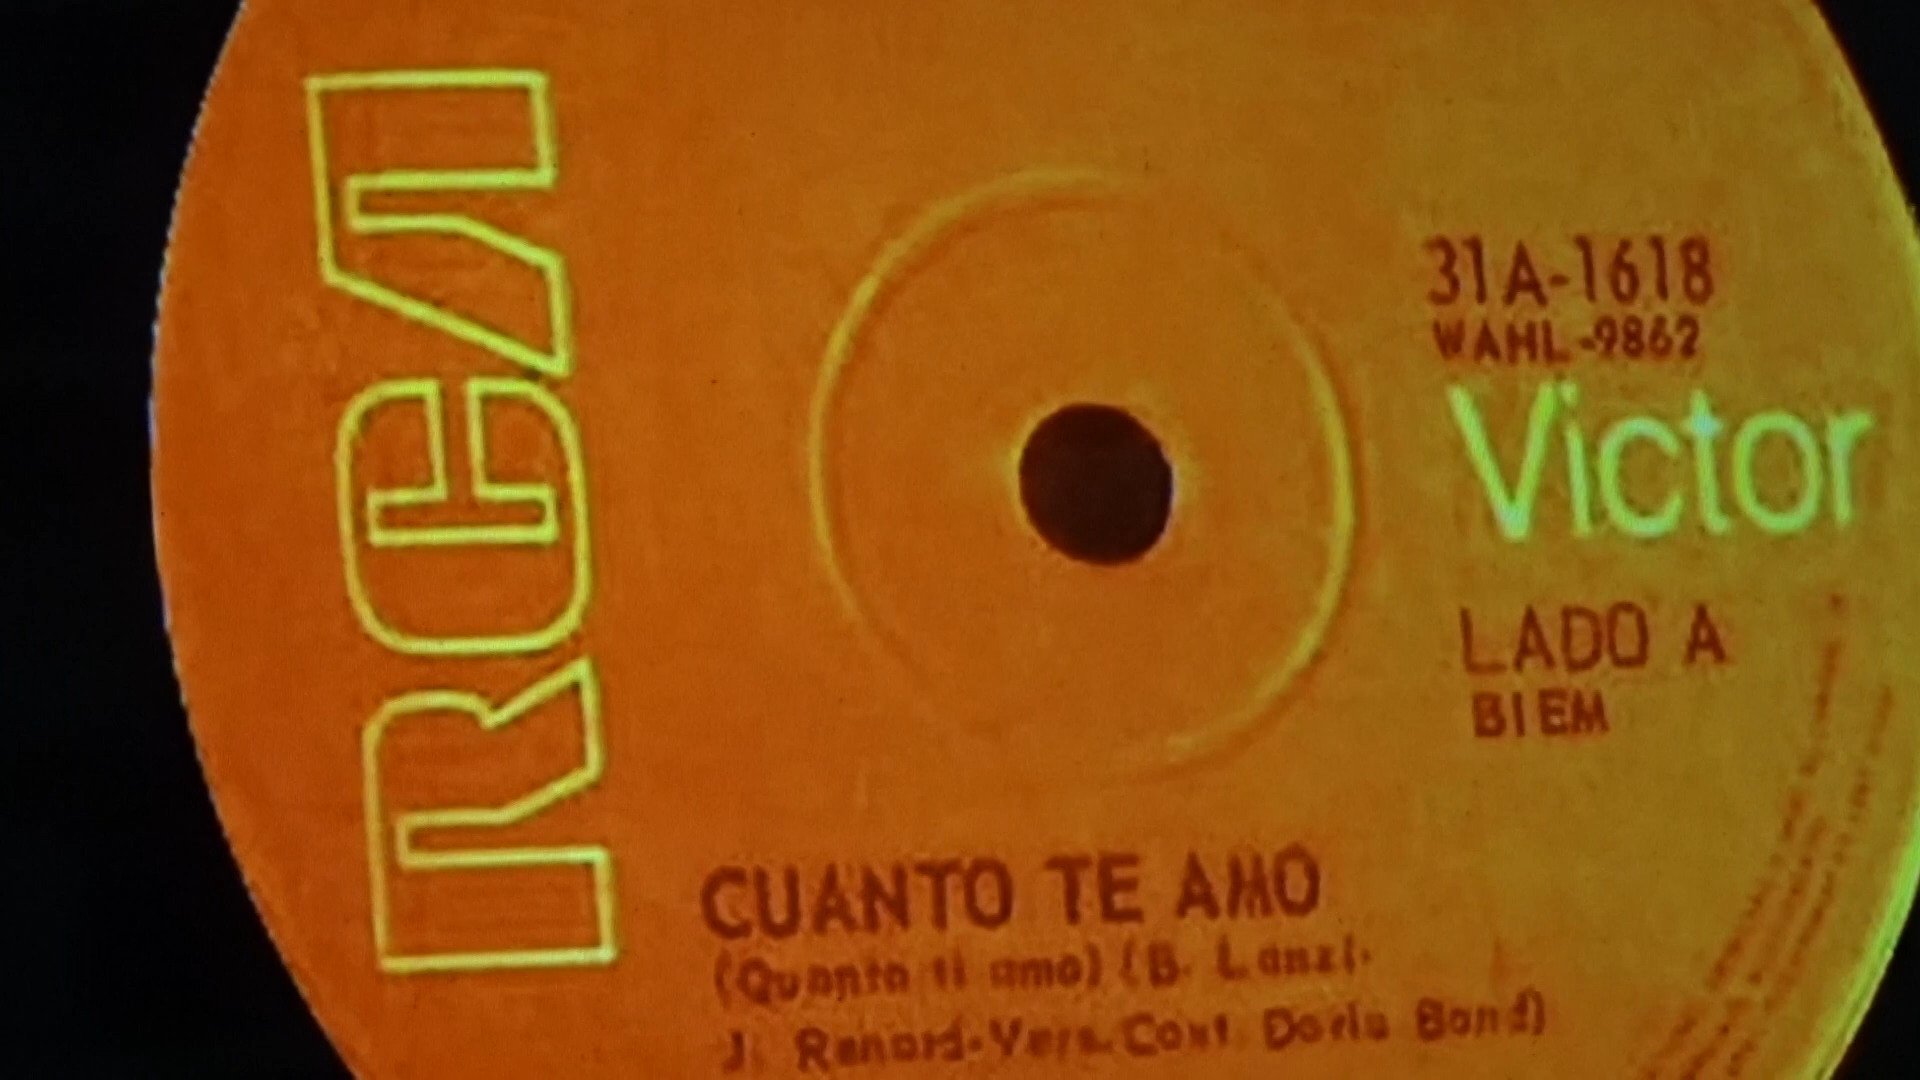 RCA
31A-1618
WAHL-9862
Victor
LADO A
BIEM
CUANTO TE AMO
(Quanto ti amo) (B. Lanzi-
J. Renard-Vers. Cast. Doris Band)